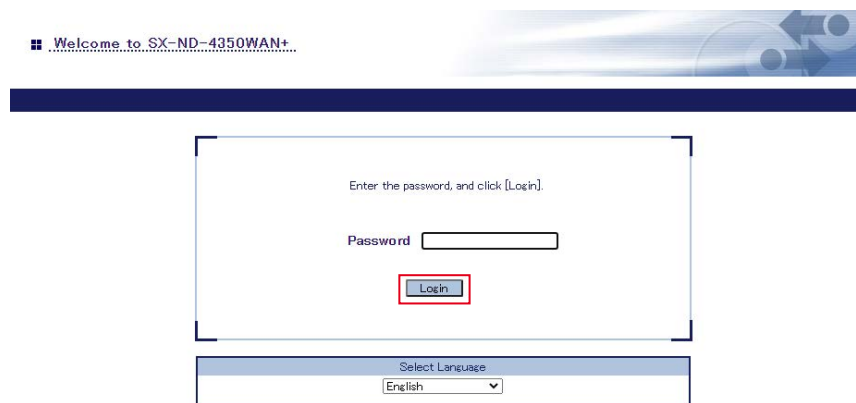 Welcome to SX-ND-4350WAN+
Enter the password, and click [Login].
Password
Login
Select Language
English